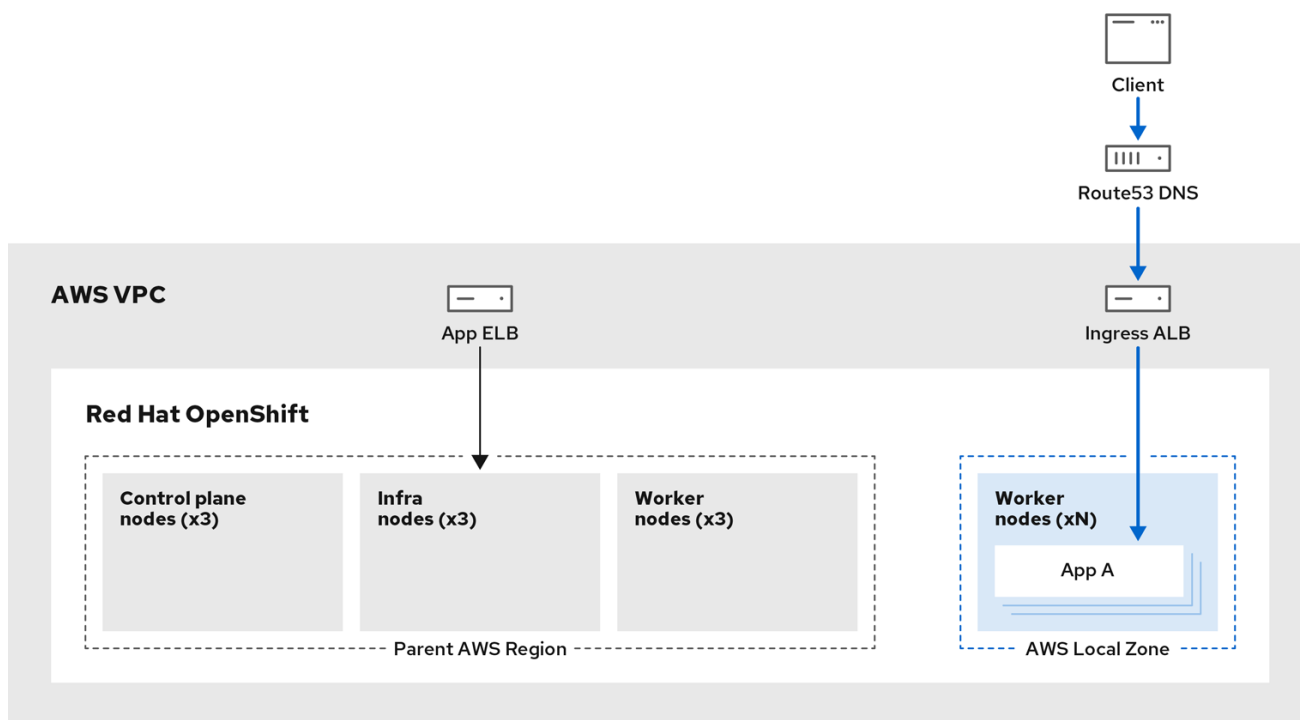 Client
Route53 DNS
AWS VPC
App ELB
Ingress ALB
Red Hat OpenShift
Control plane
nodes (x3)
Infra
nodes (x3)
Worker
nodes (x3)
Worker
nodes (xN)
App A
Parent AWS Region
AWS Local Zone